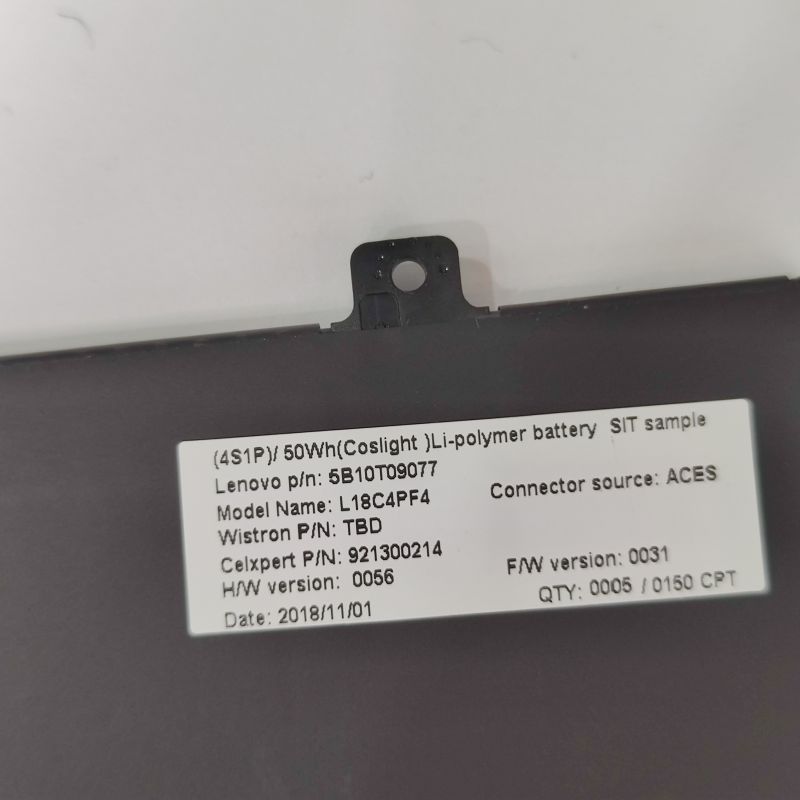 (4S1P)/ 50Wh(Coslight )Li-polymer battery SIT sample
Lenovo p/n: 5B10T09077
Model Name: L18C4PF4
Connector source: ACES
Wistron P/N: TBD
Celxpert P/N: 921300214
H/W version: 0056
F/W version: 0031
Date: 2018/11/01
QTY: 0005 / 0150 CPT